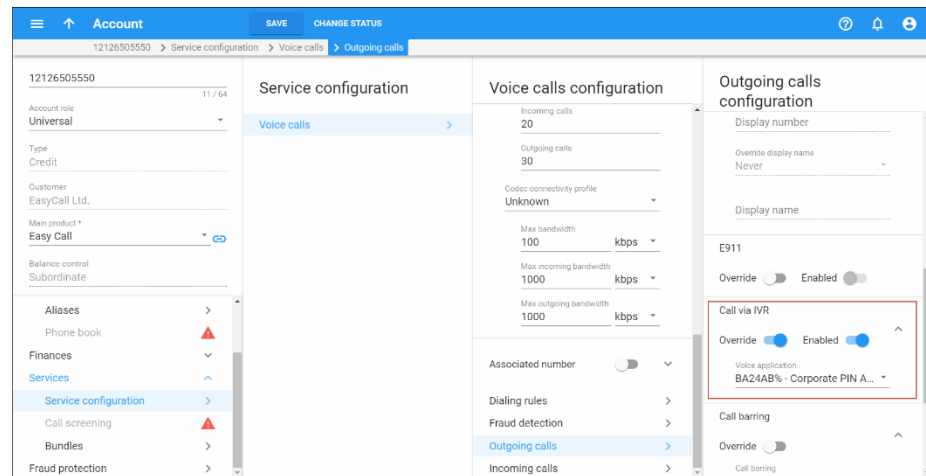 Account
SAVE
CHANGE STATUS
12126505550 > Service configuration > Voice calls > Outgoing calls
12126505550
11 / 64
Account role
Universal
Type
Credit
Customer
EasyCall Ltd.
Main product *
Easy Call
Balance control
Subordinate
Aliases
Phone book
Finances
Services
Service configuration
Call screening
Bundles
Fraud protection
Service configuration
Voice calls
Voice calls configuration
Incoming calls
20
Outgoing calls
30
Codec connectivity profile
Unknown
Max bandwidth
100 kbps
Max incoming bandwidth
1000 kbps
Max outgoing bandwidth
1000 kbps
Associated number
Dialing rules
Fraud detection
Outgoing calls
Incoming calls
Outgoing calls
configuration
Display number
Override display name
Never
Display name
E911
Override Enabled
Call via IVR
Override Enabled
Voice application
BA24AB% - Corporate PIN A...
Call barring
Override
Call barring